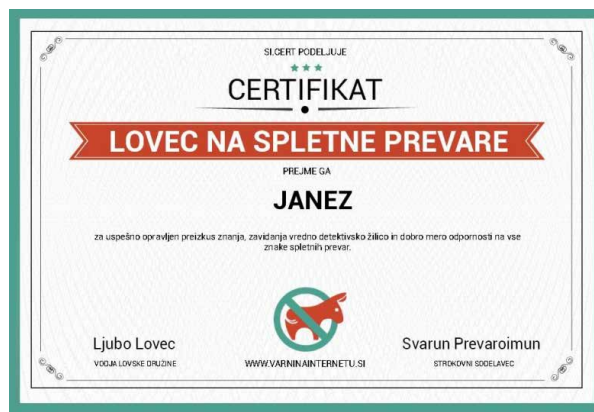 SI.CERT PODELJUJE
CERTIFIKAT
LOVEC NA SPLETNE PREVARE
PREJME GA
JANEZ
za uspešno opravljen preizkus znanja, zavidanja vredno detektivsko žilico in dobro mero odpornosti na vse
znake spletnih prevar.
Ljubo Lovec
VODJA LOVSKE DRUŽINE
WWW.VARNINAINTERNETU.SI
Svarun Prevaroimun
STROKOVNI SODELAVEC